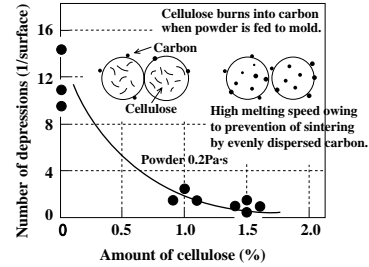 Cellulose burns into carbon
when powder is fed to mold.
Carbon
Cellulose
High melting speed owing
to prevention of sintering
by evenly dispersed carbon.
Powder 0.2Pa·s
Number of depressions (1/surface)
16
12
8
4
0
0
0.5
1.0
1.5
2.0
Amount of cellulose (%)